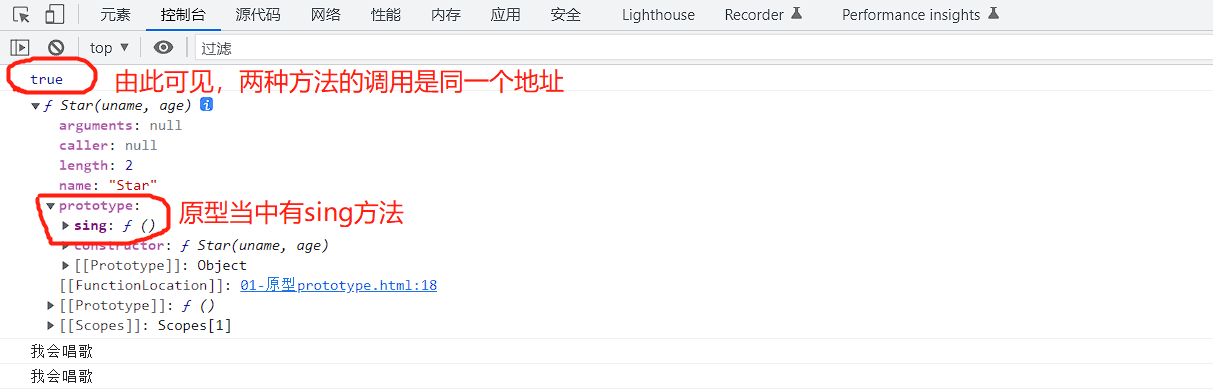 元素 控制台 源代码 网络 性能 内存 应用 安全 Lighthouse Recorder Performance insights
top ▼ 过滤
true 由此可见，两种方法的调用是同一个地址
▼ƒ Star(uname, age) i
arguments: null
caller: null
length: 2
name: "Star"
▼prototype:
▶sing: ƒ () 原型当中有sing方法
▶constructor: ƒ Star(uname, age)
▶[[Prototype]]: Object
[[FunctionLocation]]: 01-原型prototype.html:18
▶[[Prototype]]: ƒ ()
▶[[Scopes]]: Scopes[1]
我会唱歌
我会唱歌